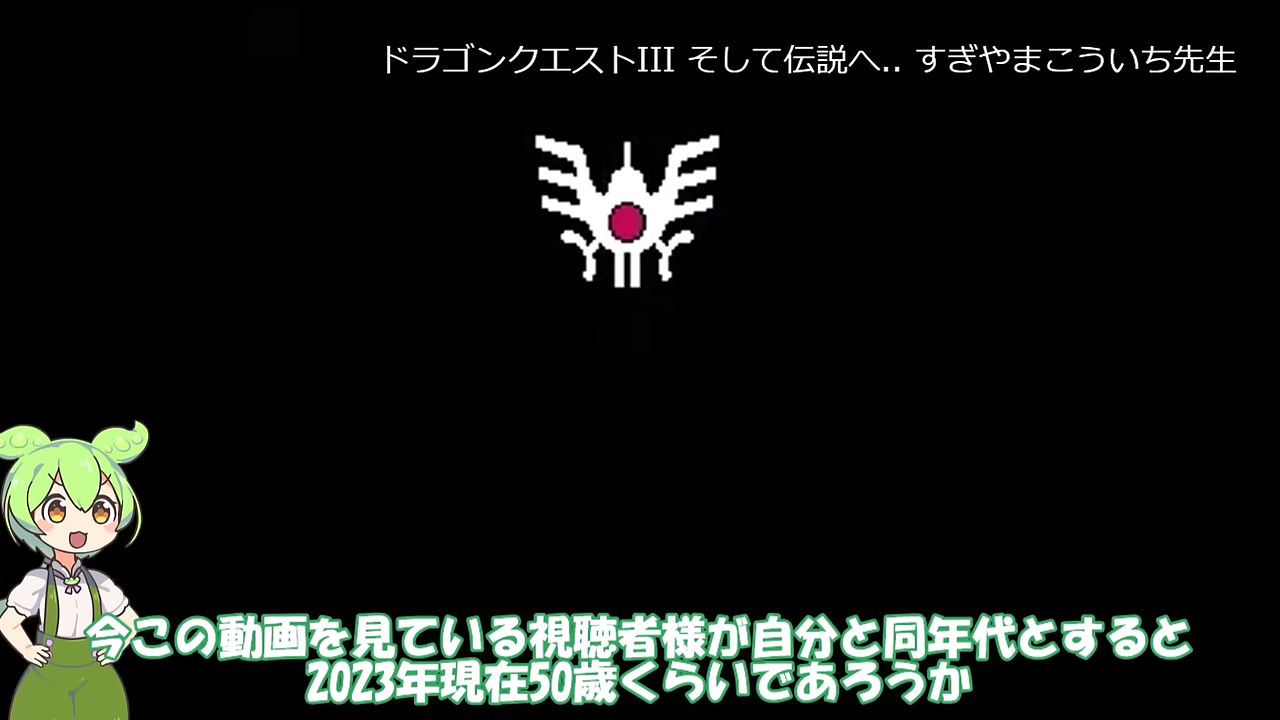 ドラゴンクエストIII そして伝説へ.. すぎやまこういち先生
今この動画を見ている視聴者様が自分と同年代とすると
2023年現在50歳くらいであろうか